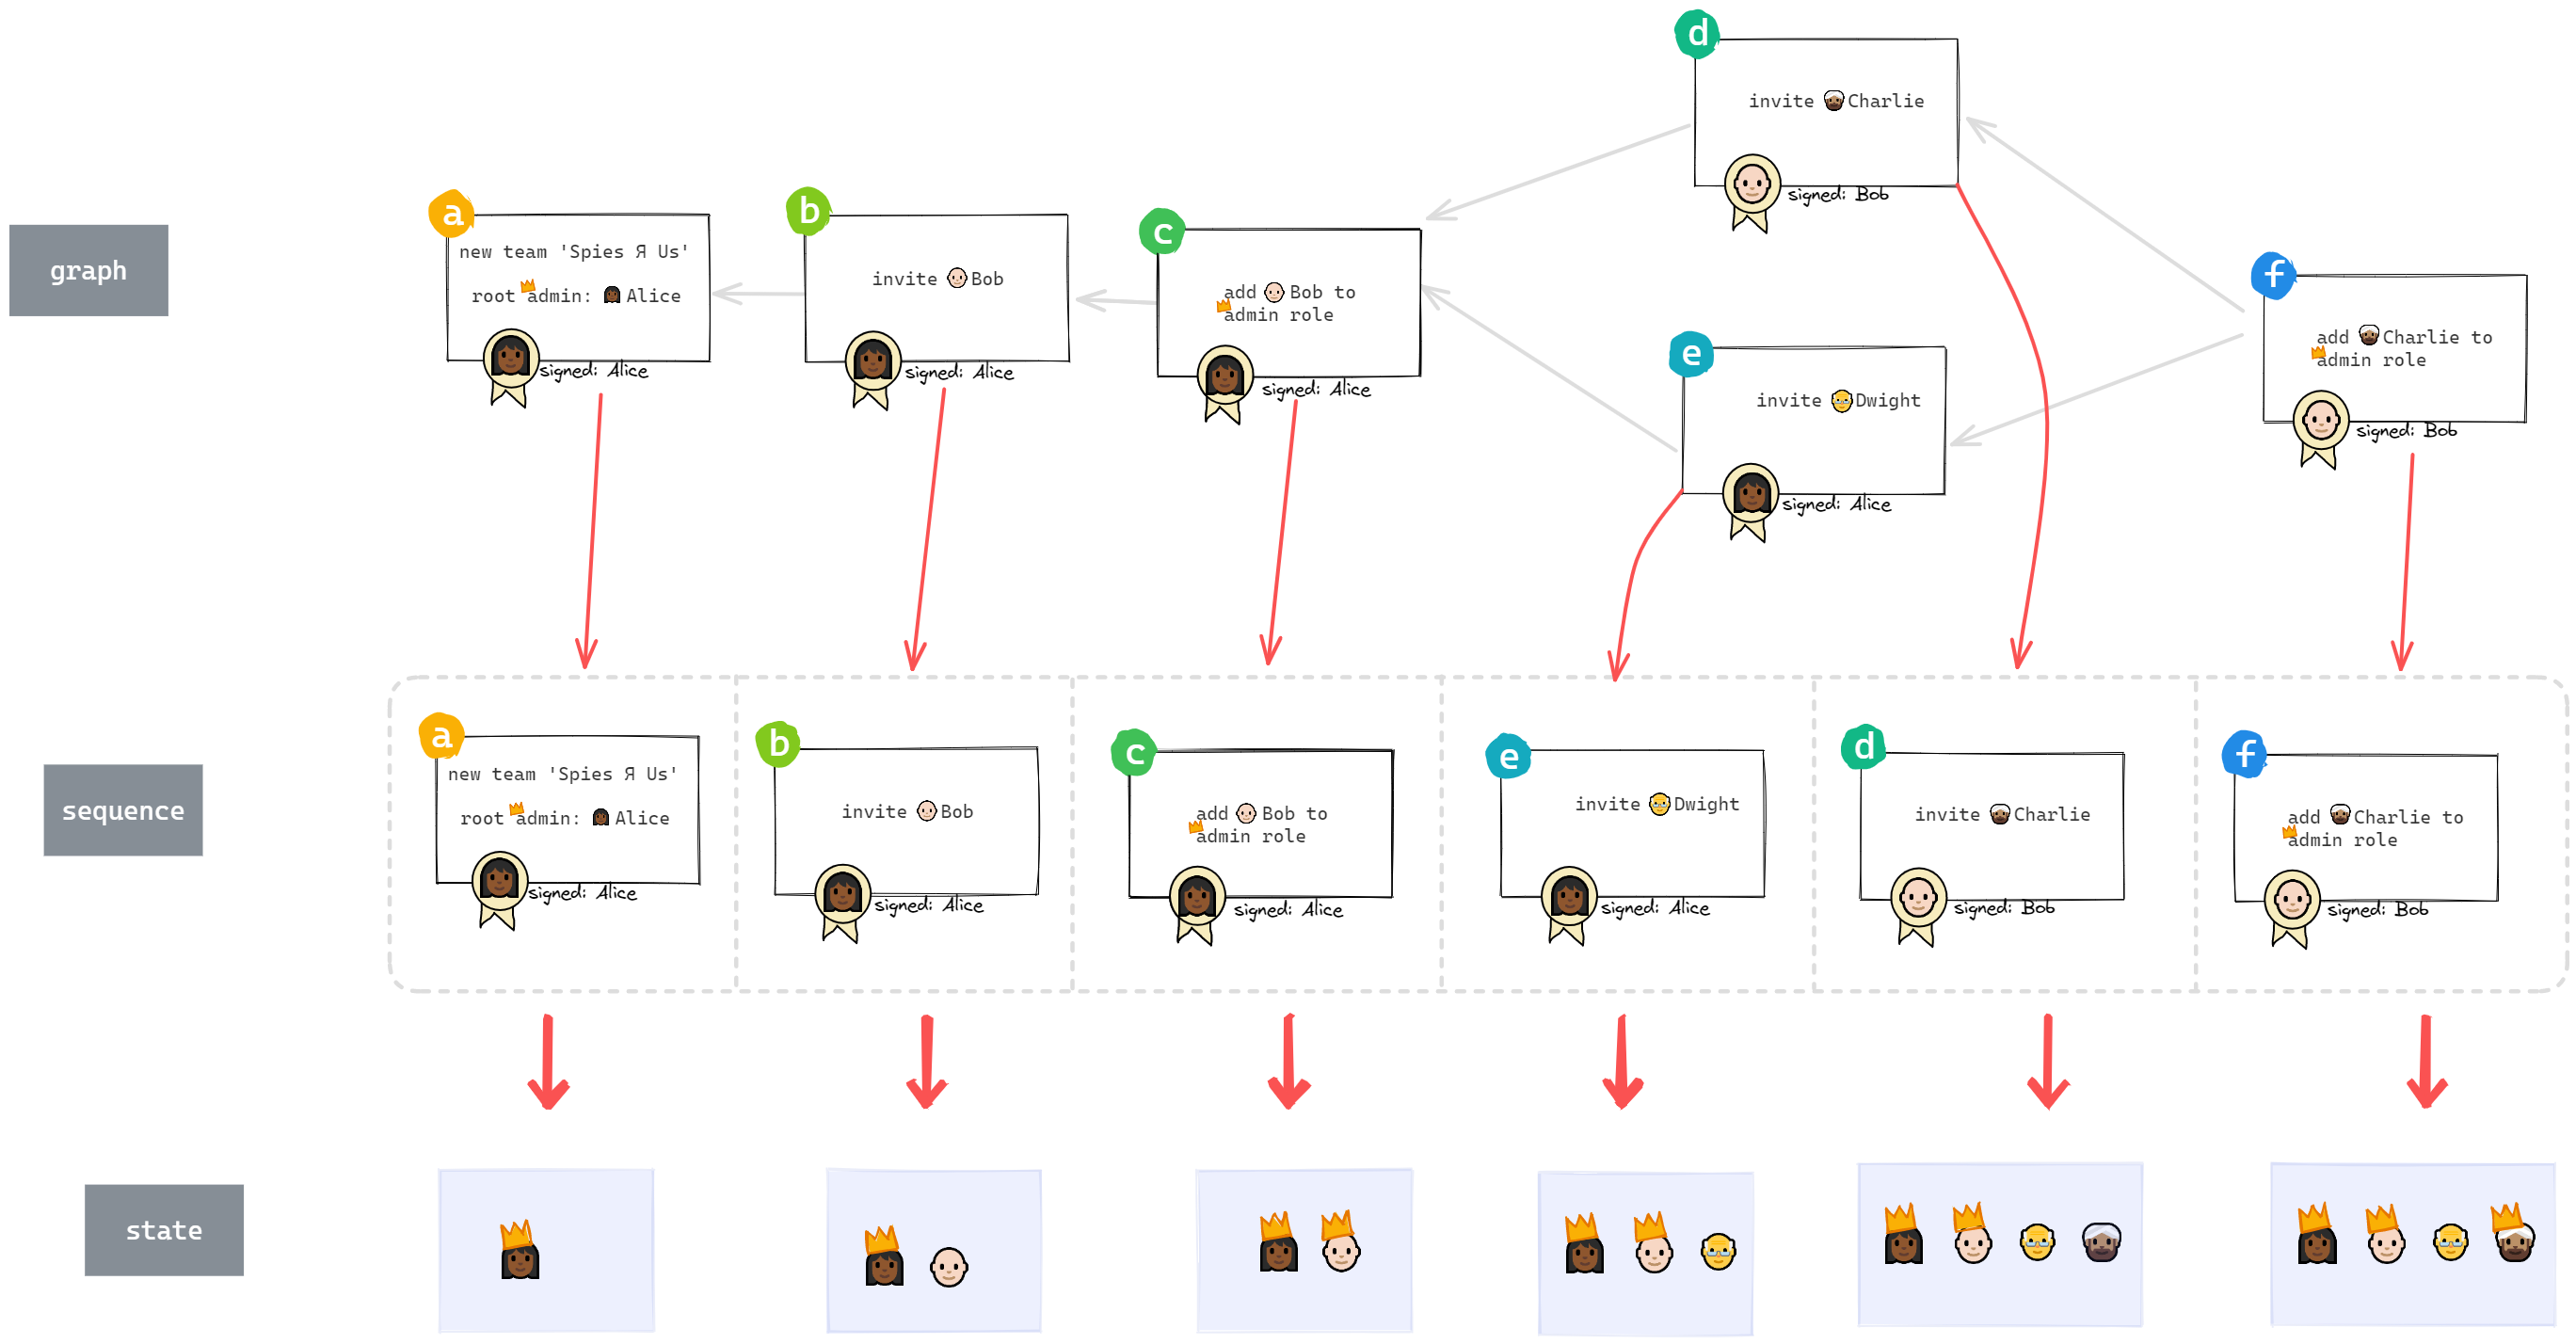 graph
a
new team 'Spies Я Us'
root admin: Alice
signed: Alice
b
invite Bob
signed: Alice
c
add Bob to
admin role
signed: Alice
d
invite Charlie
signed: Bob
e
invite Dwight
signed: Alice
f
add Charlie to
admin role
signed: Bob
sequence
a
new team 'Spies Я Us'
root admin: Alice
signed: Alice
b
invite Bob
signed: Alice
c
add Bob to
admin role
signed: Alice
e
invite Dwight
signed: Alice
d
invite Charlie
signed: Bob
f
add Charlie to
admin role
signed: Bob
state